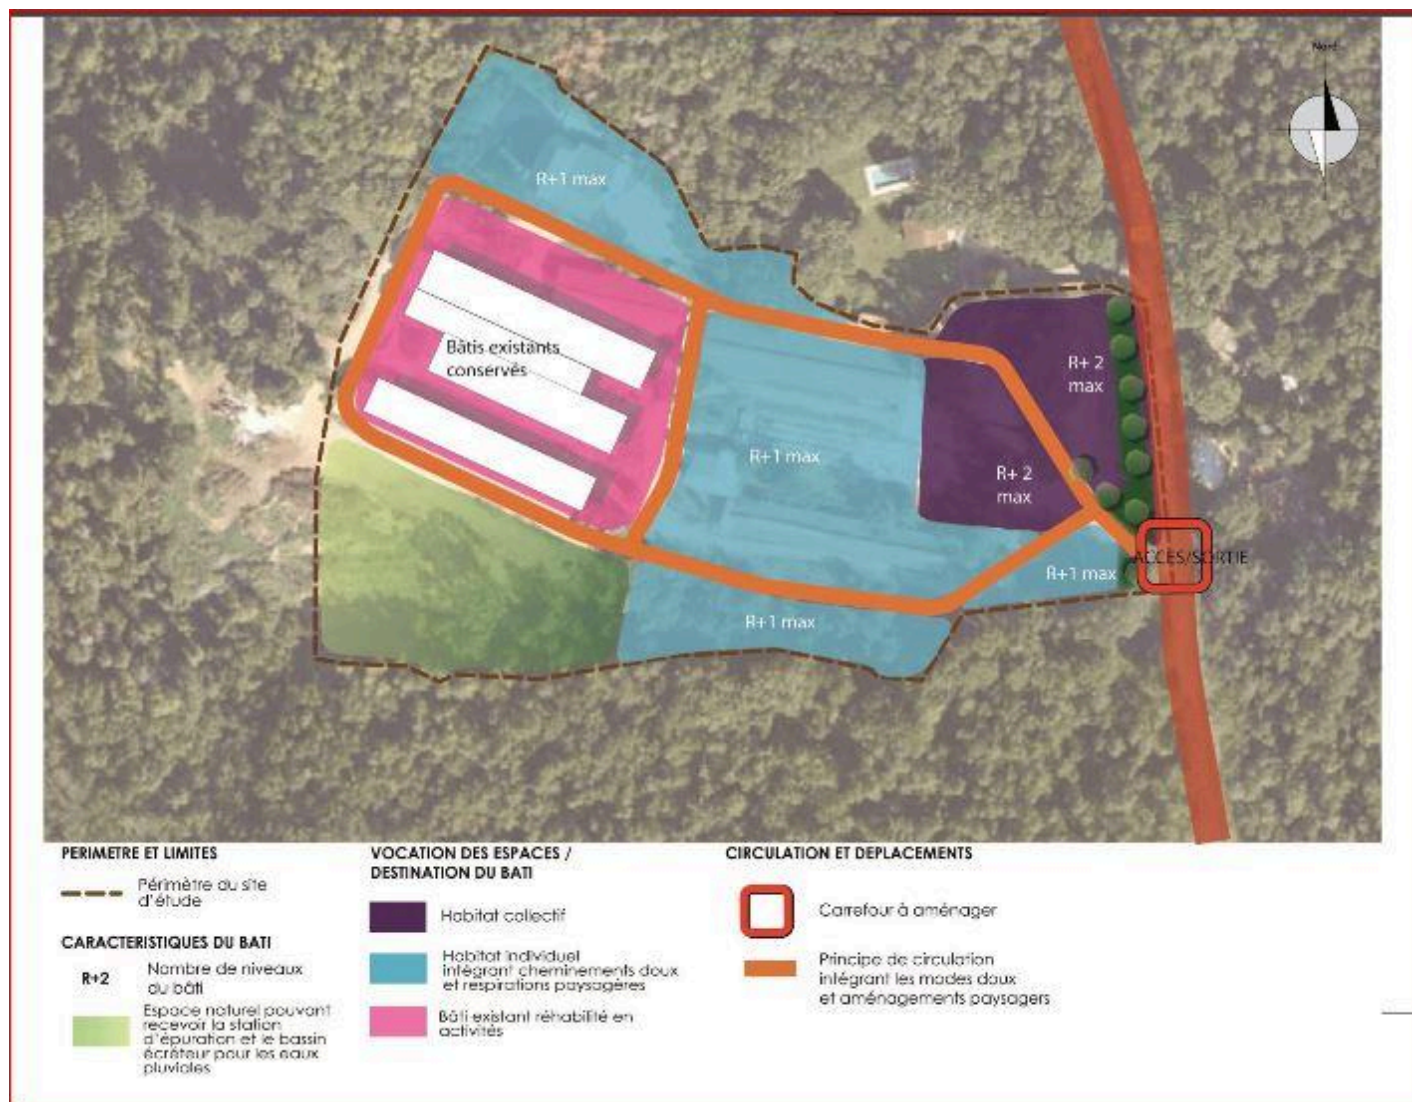 Nord
R+1 max
Bâtis existants
conservés
R+ 2
max
R+1 max
R+ 2
max
ACCES/SORTIE
R+1 max
R+1 max
PERIMETRE ET LIMITES
Périmètre du site
d'étude
CARACTERISTIQUES DU BATI
R+2
Nombre de niveaux
du bâti
Espace naturel pouvant
recevoir la station
d'épuration et le bassin
écrêteur pour les eaux
pluviales
VOCATION DES ESPACES /
DESTINATION DU BATI
Habitat collectif
Habitat individuel
intégrant cheminements doux
et respirations paysagères
Bâti existant réhabilité en
activités
CIRCULATION ET DEPLACEMENTS
Carrefour à aménager
Principe de circulation
intégrant les modes doux
et aménagements paysagers